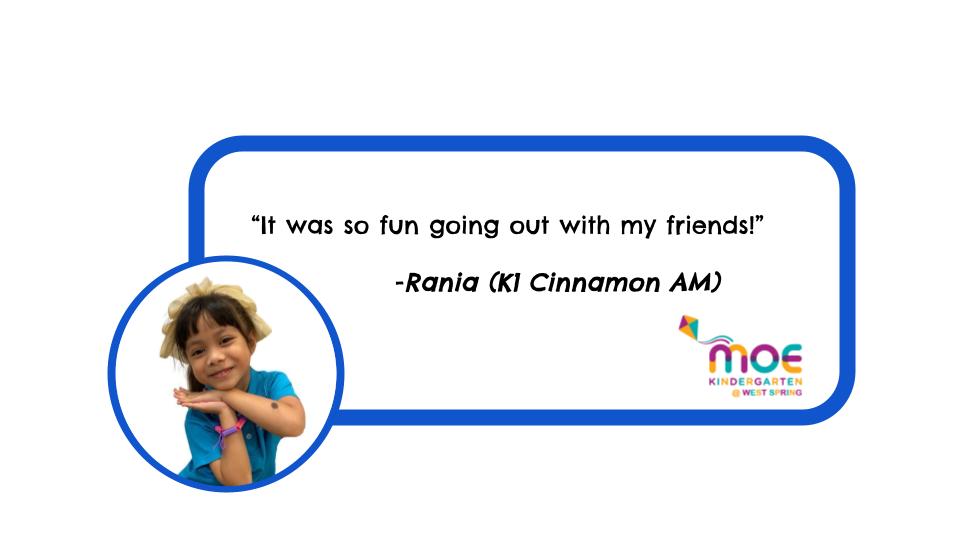 “It was so fun going out with my friends!”
-Rania (K1 Cinnamon AM)
moe
KINDERGARTEN
@ WEST SPRING